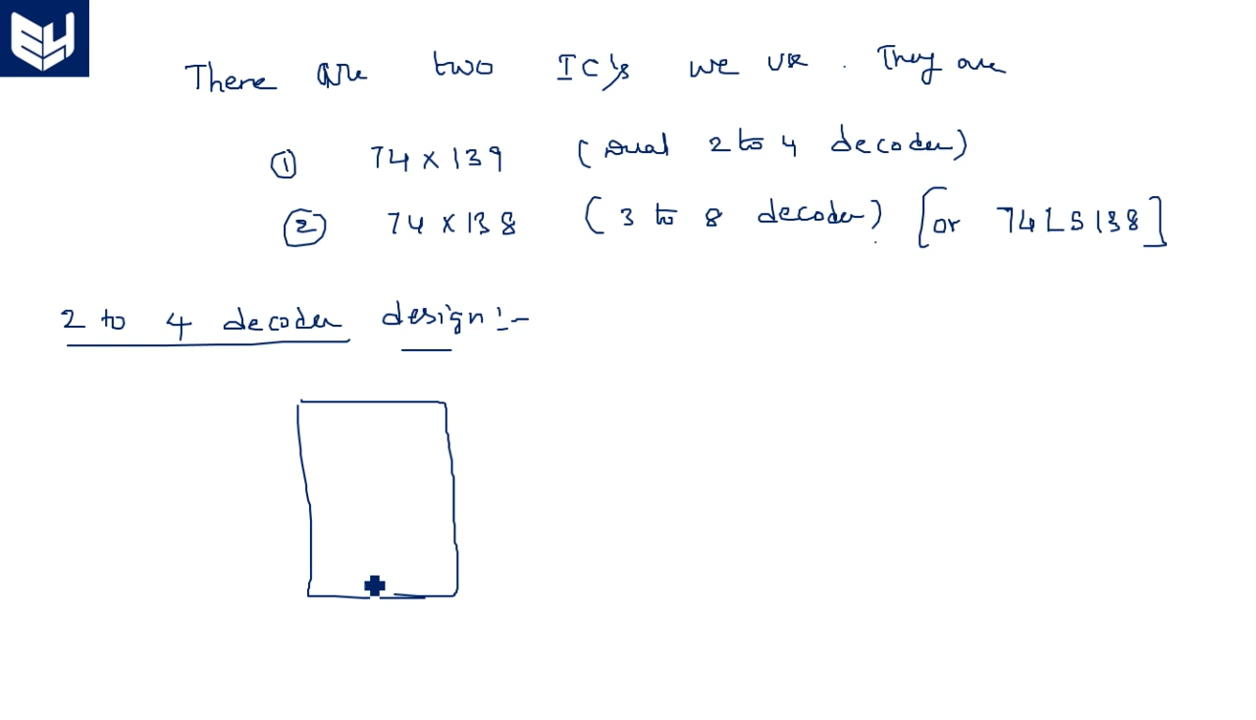 There are two IC's we use. They are
① 74×139 (Dual 2 to 4 decoder)
② 74×138 (3 to 8 decoder) [or 74LS138]
2 to 4 decoder design :-